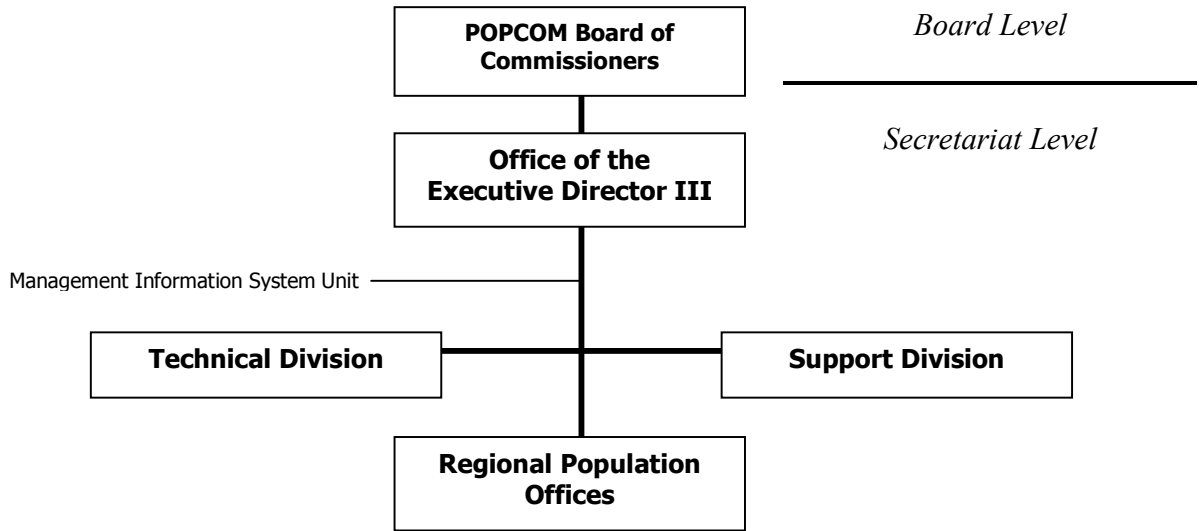 POPCOM Board of
Commissioners
Board Level
Secretariat Level
Office of the
Executive Director III
Management Information System Unit
Technical Division
Support Division
Regional Population
Offices